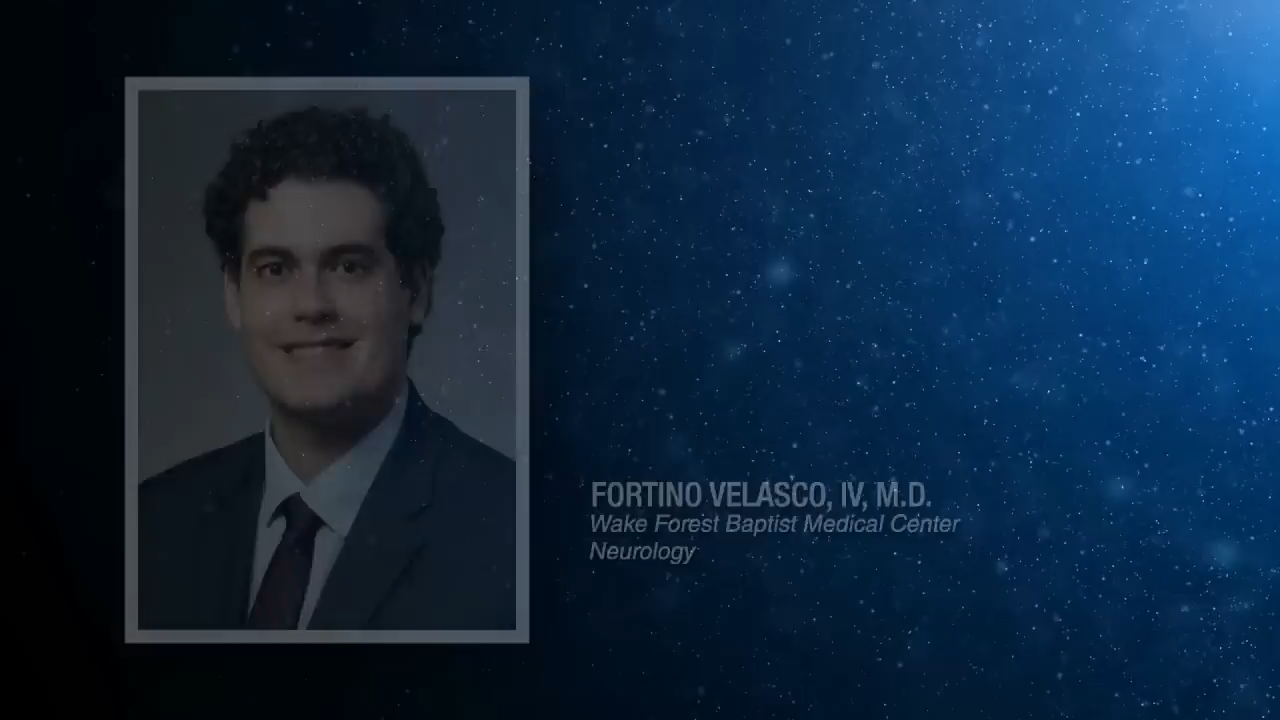 FORTINO VELASCO, IV, M.D.
Wake Forest Baptist Medical Center
Neurology